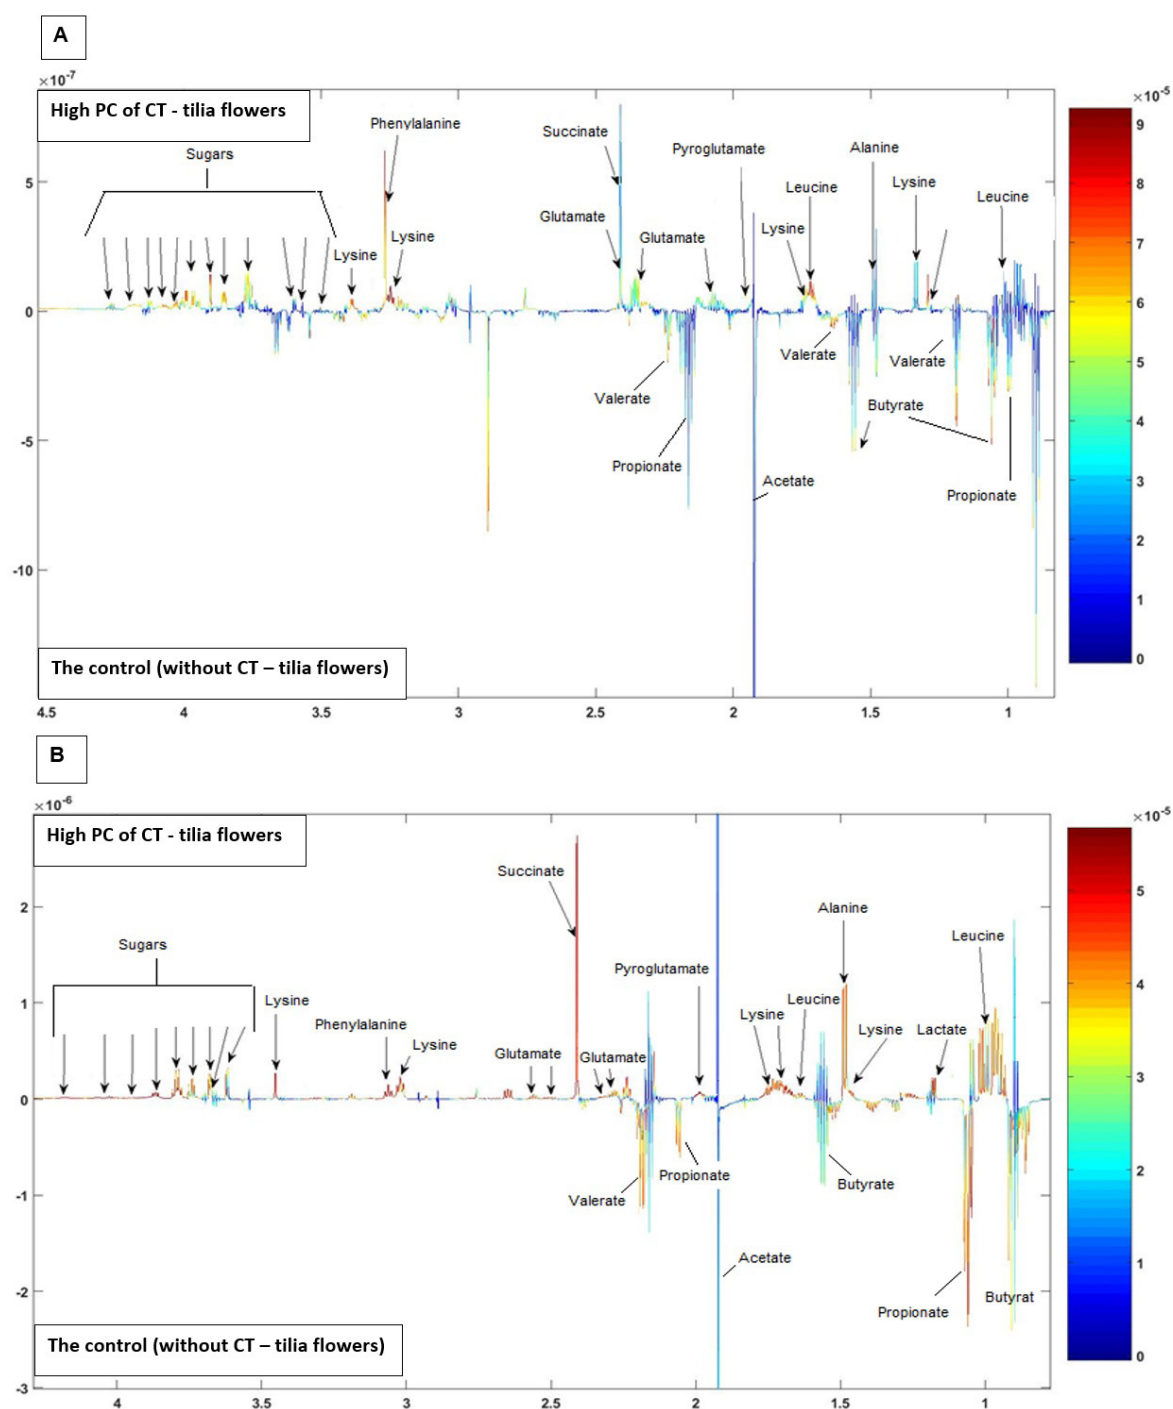 A
×10⁻⁷
×10⁻⁵
High PC of CT - tilia flowers
Sugars
Phenylalanine
Succinate
Pyroglutamate
Alanine
Leucine
Lysine
Leucine
Glutamate
Glutamate
Lysine
Lysine
Lysine
5
0
-5
-10
Valerate
Propionate
Acetate
Valerate
Valerate
Butyrate
Propionate
The control (without CT – tilia flowers)
4.5 4 3.5 3 2.5 2 1.5 1
9
8
7
6
5
4
3
2
1
0
B
×10⁻⁶
×10⁻⁵
High PC of CT - tilia flowers
Succinate
Alanine
Sugars
Leucine
Pyroglutamate
Lysine
Phenylalanine
Lysine
Glutamate
Glutamate
Lysine
Leucine
Lysine
Lactate
2
1
0
-1
-2
-3
Valerate
Propionate
Butyrate
Acetate
Propionate
Butyrat
The control (without CT – tilia flowers)
4 3.5 3 2.5 2 1.5 1
5
4
3
2
1
0